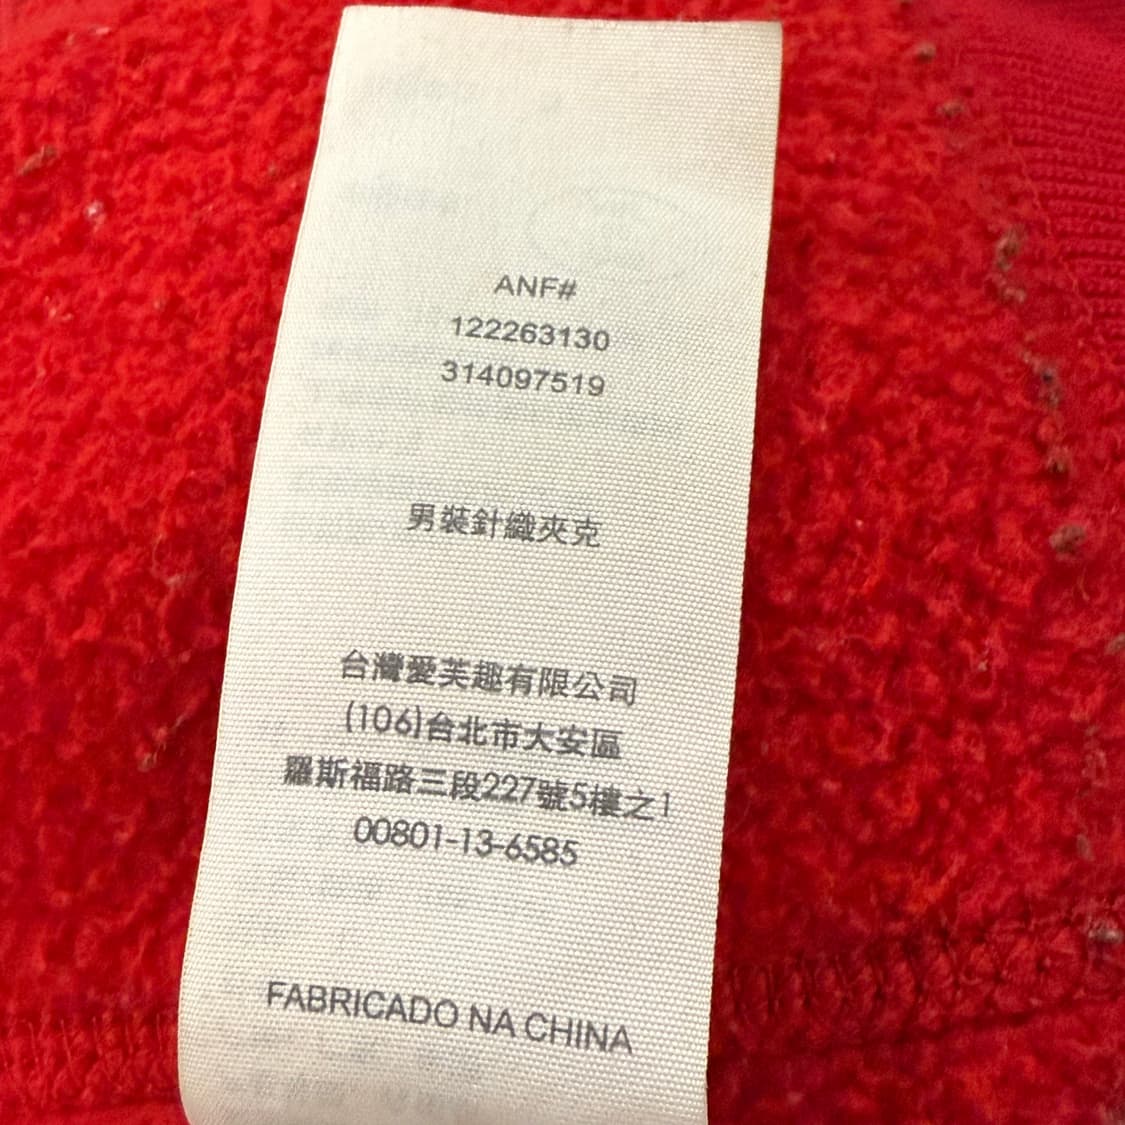 ANF#
122263130
314097519
男裝針織夾克
台灣愛芙趣有限公司
(106)台北市大安區
羅斯福路三段227號5樓之1
00801-13-6585
FABRICADO NA CHINA